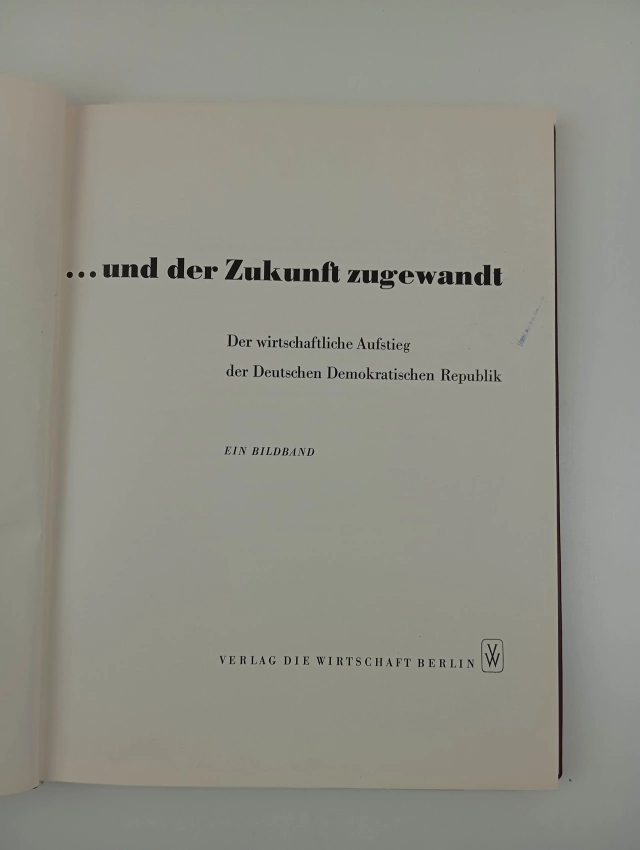 ...und der Zukunft zugewandt
Der wirtschaftliche Aufstieg
der Deutschen Demokratischen Republik
EIN BILDBAND
VERLAG DIE WIRTSCHAFT BERLIN VW